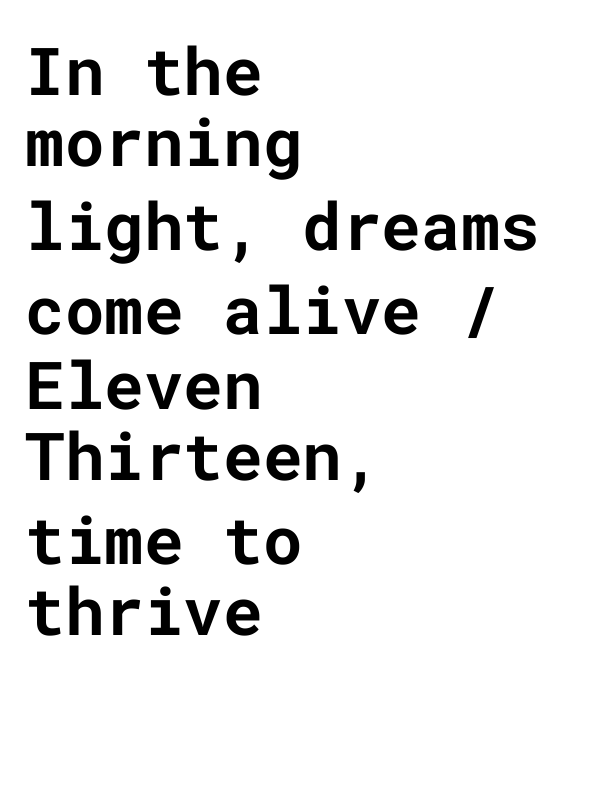 In the
morning
light, dreams
come alive /
Eleven
Thirteen,
time to
thrive